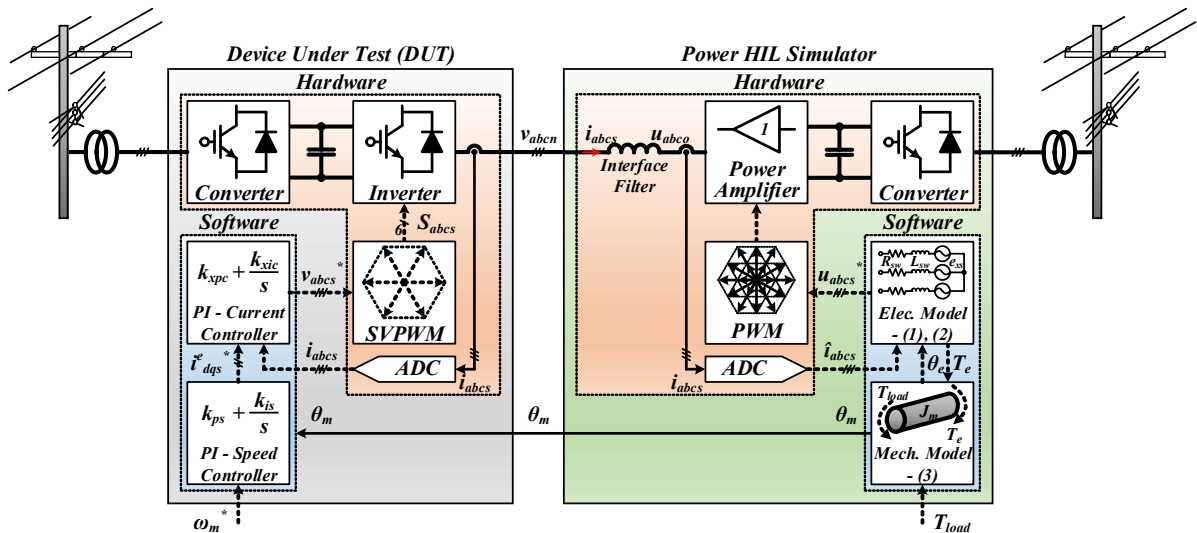 Device Under Test (DUT)
Power HIL Simulator
Hardware
Hardware
Converter
Inverter
v_abcn
i_abcs
u_abco
Interface
Filter
1
Power
Amplifier
Converter
Software
6
S_abcs
Software
k_xpc + k_xic/s
PI - Current
Controller
v_abcs*
SVPWM
PWM
u_abcs*
R_sw
L_sw
e_xs
Elec. Model
- (1), (2)
i^e_dqs*
i_abcs
ADC
i_abcs
i_abcs
ADC
î_abcs
θ_e
T_e
k_ps + k_is/s
PI - Speed
Controller
θ_m
θ_m
θ_m
T_load
J_m
T_e
Mech. Model
- (3)
ω_m*
T_load